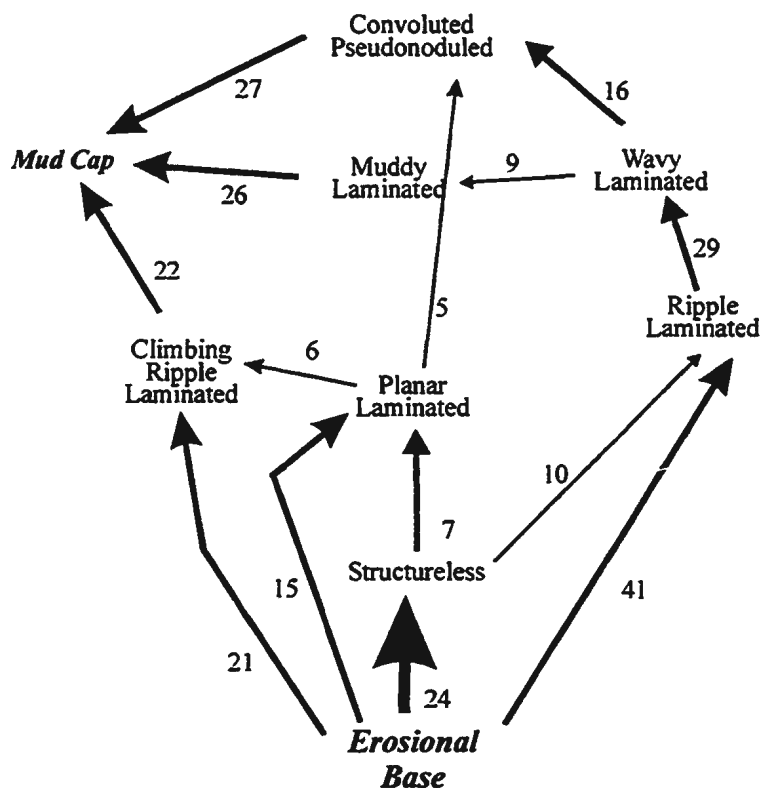 Convoluted
Pseudonoduled
27
16
Mud Cap
Muddy
Laminated
9
Wavy
Laminated
26
22
29
5
Ripple
Laminated
Climbing
Ripple
Laminated
6
Planar
Laminated
10
7
Structureless
15
41
21
24
Erosional
Base